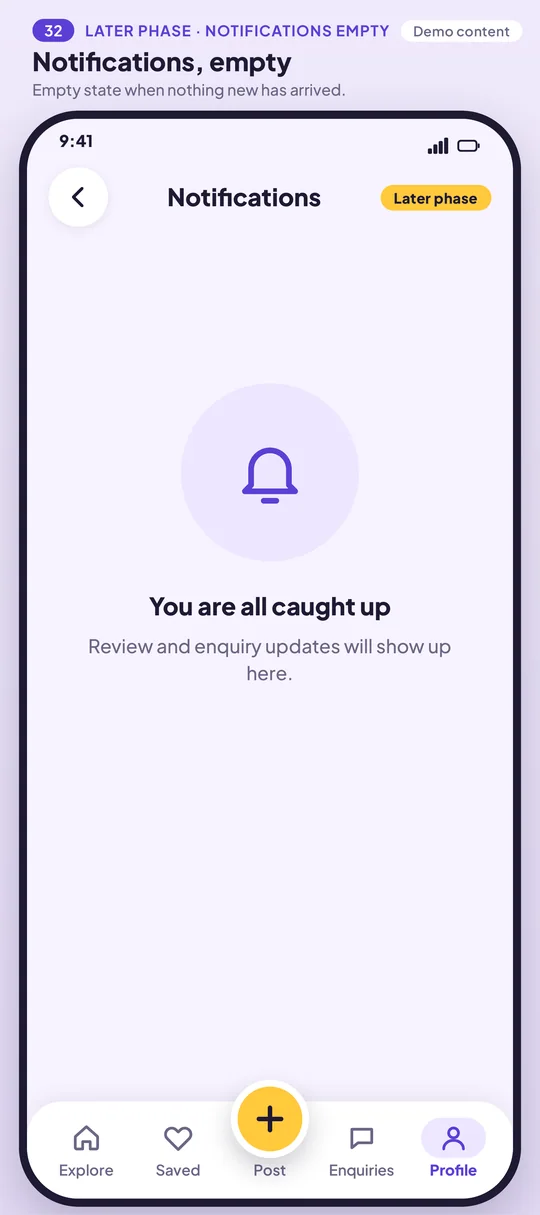 32 LATER PHASE · NOTIFICATIONS EMPTY Demo content
Notifications, empty
Empty state when nothing new has arrived.
9:41
Notifications Later phase
You are all caught up
Review and enquiry updates will show up
here.
Explore Saved Post Enquiries Profile